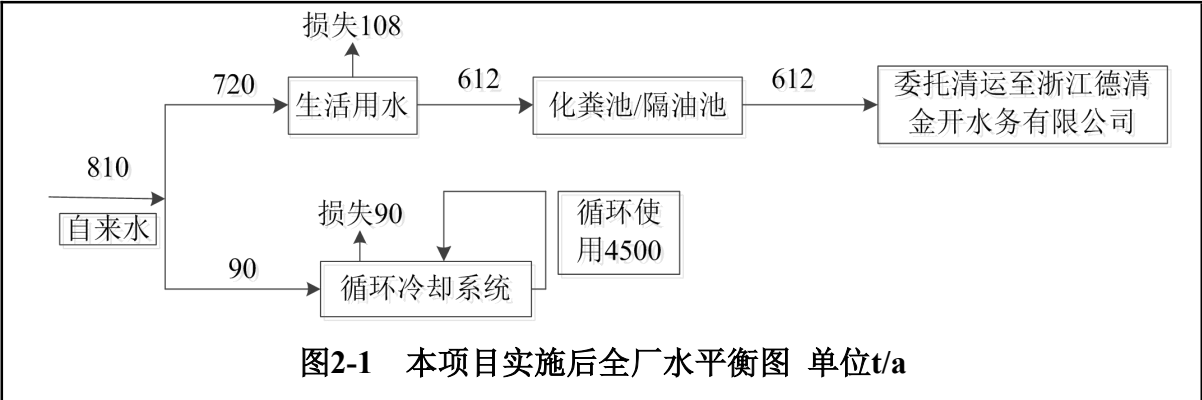 损失108
720
生活用水
612
化粪池/隔油池
612
委托清运至浙江德清
金开水务有限公司
810
自来水
损失90
循环使
用4500
90
循环冷却系统
图2-1 本项目实施后全厂水平衡图 单位t/a